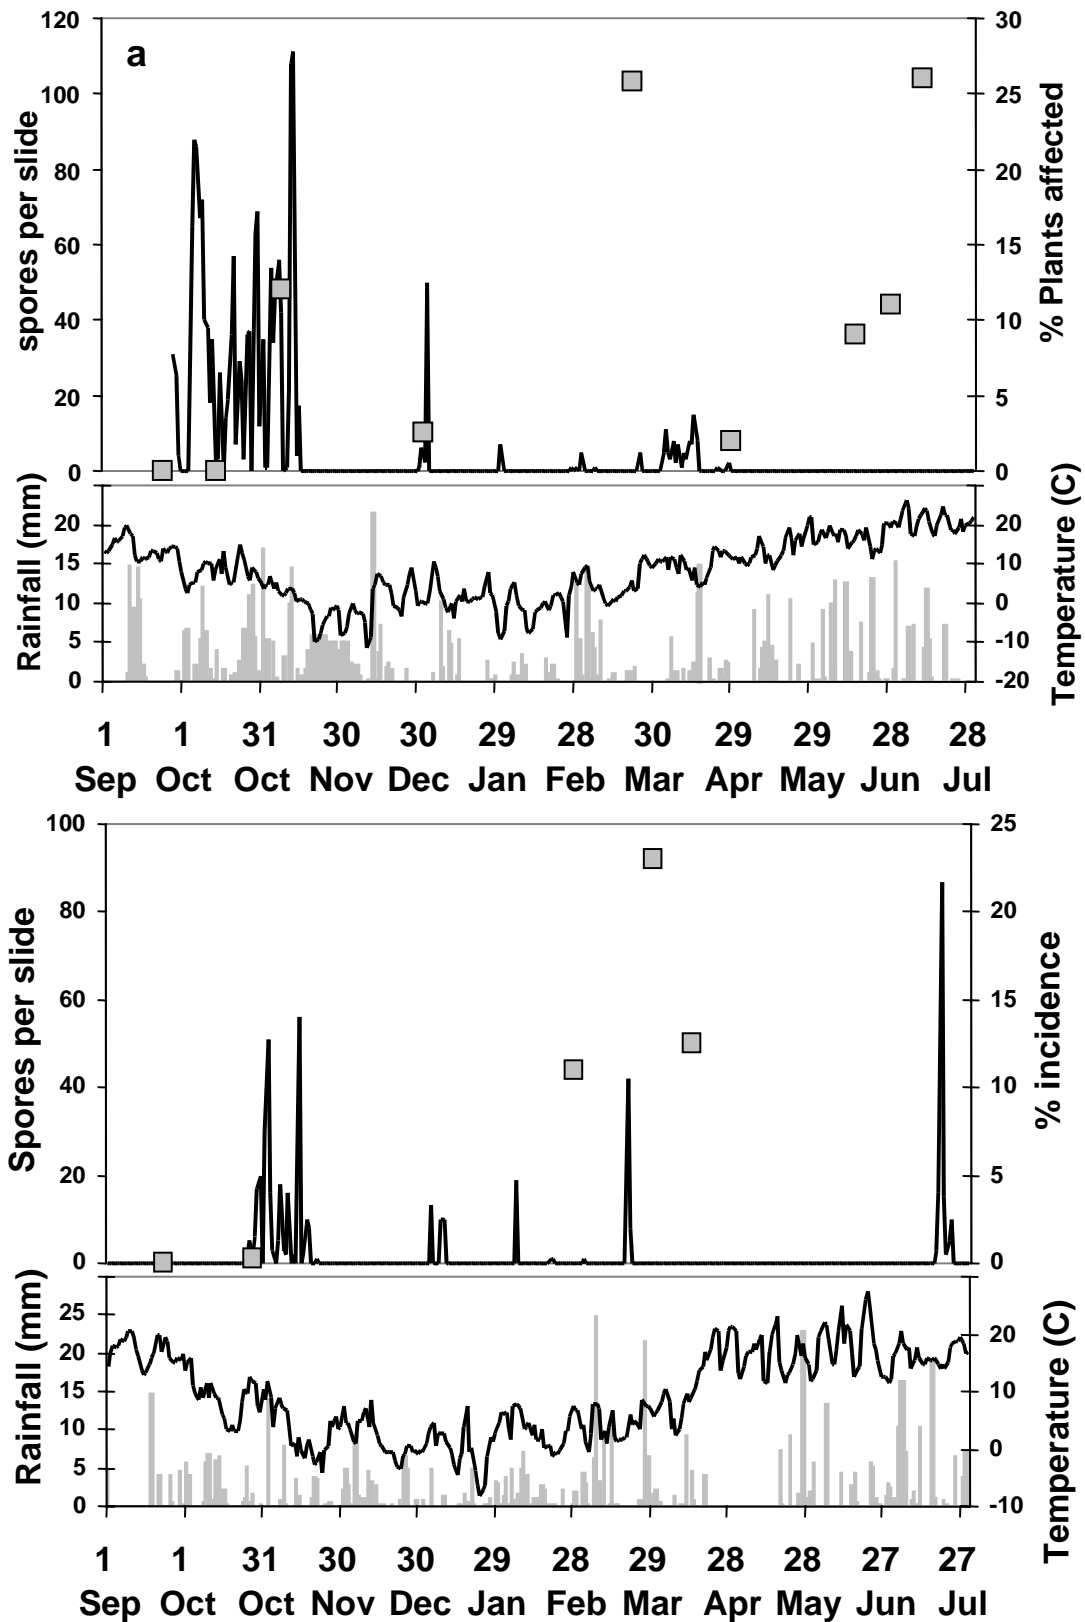 a
120 30
100 25
80 20
60 15
40 10
20 5
0 0
spores per slide
% Plants affected
20 20
15 10
10 0
5 -10
0 -20
Rainfall (mm)
Temperature (C)
1 1 31 30 30 29 28 30 29 29 28 28
Sep Oct Oct Nov Dec Jan Feb Mar Apr May Jun Jul
100 25
80 20
60 15
40 10
20 5
0 0
Spores per slide
% incidence
25
20 20
15 10
10
5 0
0 -10
Rainfall (mm)
Temperature (C)
1 1 31 30 30 29 28 29 28 28 27 27
Sep Oct Oct Nov Dec Jan Feb Mar Apr May Jun Jul